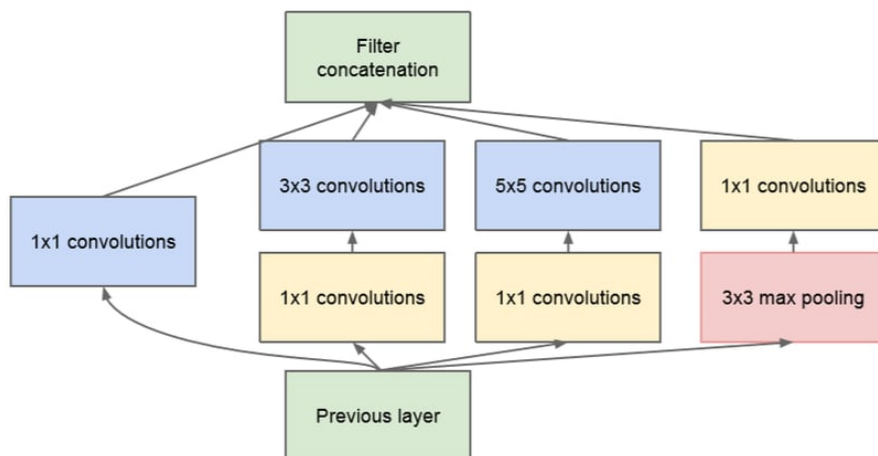 Filter
concatenation
3x3 convolutions
5x5 convolutions
1x1 convolutions
1x1 convolutions
1x1 convolutions
1x1 convolutions
3x3 max pooling
Previous layer